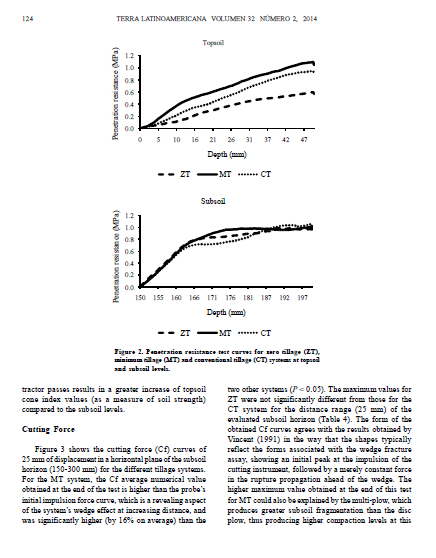 124
TERRA LATINOAMERICANA VOLUMEN 32 NÚMERO 2, 2014
Topsoil
Penetration resistance (MPa)
1.2
1.0
0.8
0.6
0.4
0.2
0.0
0 5 10 16 21 26 31 37 42 47
Depth (mm)
ZT MT CT
Subsoil
Penetration resistance (MPa)
1.2
1.0
0.8
0.6
0.4
0.2
0.0
150 155 160 166 171 176 181 187 192 197
Depth (mm)
ZT MT CT
Figure 2. Penetration resistance test curves for zero tillage (ZT),
minimum tillage (MT) and conventional tillage (CT) systems at topsoil
and subsoil levels.
tractor passes results in a greater increase of topsoil
cone index values (as a measure of soil strength)
compared to the subsoil levels.
Cutting Force
Figure 3 shows the cutting force (Cf) curves of
25 mm of displacement in a horizontal plane of the subsoil
horizon (150-300 mm) for the different tillage systems.
For the MT system, the Cf average numerical value
obtained at the end of the test is higher than the probe's
initial impulsion force curve, which is a revealing aspect
of the system's wedge effect at increasing distance, and
was significantly higher (by 16% on average) than the
two other systems (P < 0.05). The maximum values for
ZT were not significantly different from those for the
CT system for the distance range (25 mm) of the
evaluated subsoil horizon (Table 4). The form of the
obtained Cf curves agrees with the results obtained by
Vincent (1991) in the way that the shapes typically
reflect the forms associated with the wedge fracture
assay, showing an initial peak at the impulsion of the
cutting instrument, followed by a merely constant force
in the rupture propagation ahead of the wedge. The
higher maximum value obtained at the end of this test
for MT could also be explained by the multi-plow, which
produces greater subsoil fragmentation than the disc
plow, thus producing higher compaction levels at this